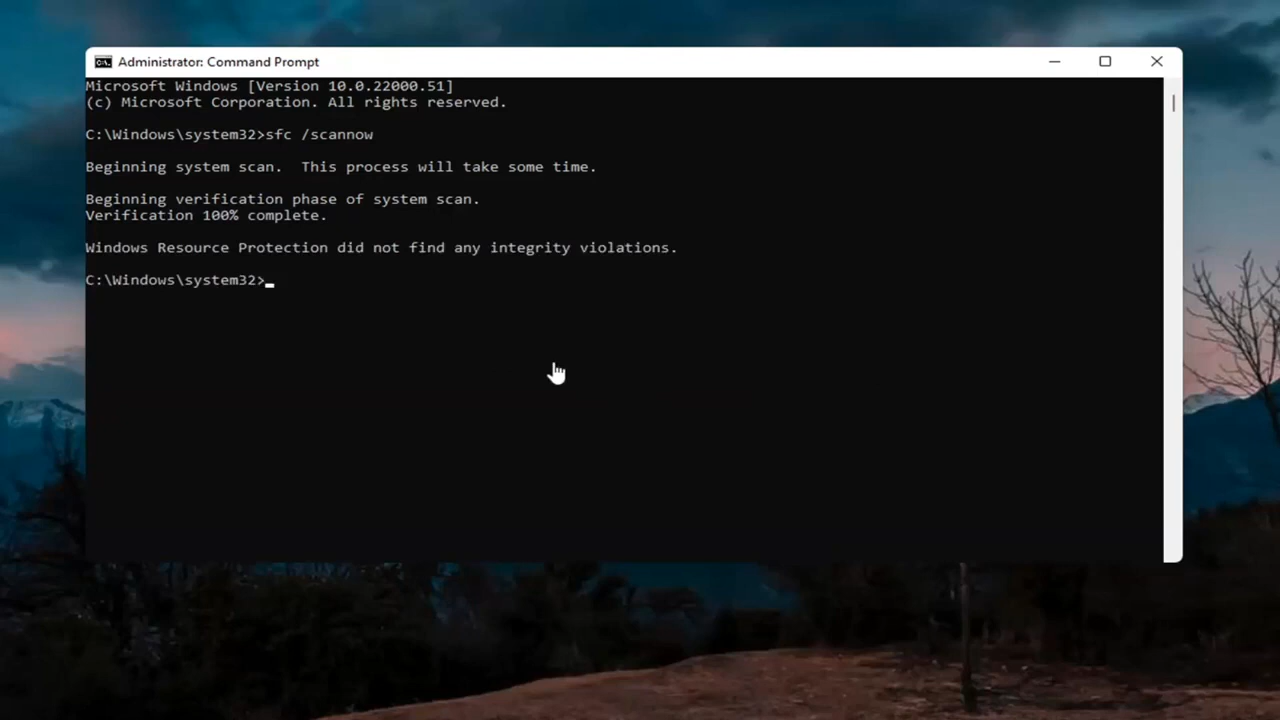 Administrator: Command Prompt
Microsoft Windows [Version 10.0.22000.51]
(c) Microsoft Corporation. All rights reserved.
C:\Windows\system32>sfc /scannow
Beginning system scan.  This process will take some time.
Beginning verification phase of system scan.
Verification 100% complete.
Windows Resource Protection did not find any integrity violations.
C:\Windows\system32>